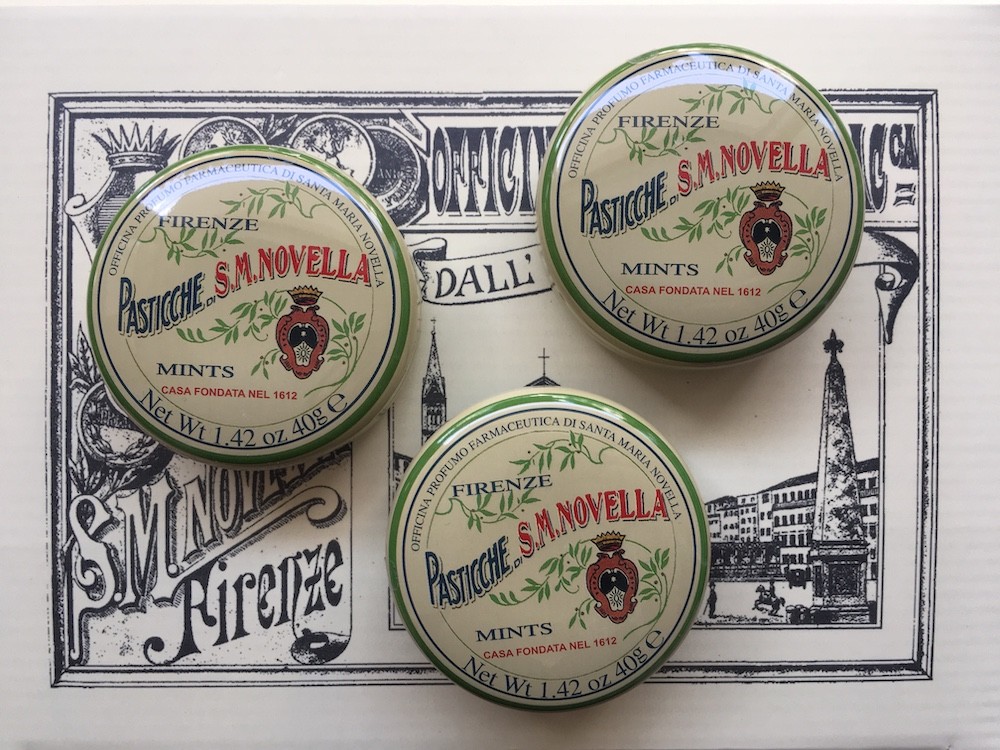 OFFICINA PROFUMO FARMACEUTICA DI SANTA MARIA NOVELLA
FIRENZE
PASTICCHE DI S.M.NOVELLA
MINTS
CASA FONDATA NEL 1612
Net Wt 1.42 oz 40g e
OFFICINA PROFUMO FARMACEUTICA DI SANTA MARIA NOVELLA
FIRENZE
PASTICCHE DI S.M.NOVELLA
MINTS
CASA FONDATA NEL 1612
Net Wt 1.42 oz 40g e
OFFICINA PROFUMO FARMACEUTICA DI SANTA MARIA NOVELLA
FIRENZE
PASTICCHE DI S.M.NOVELLA
MINTS
CASA FONDATA NEL 1612
Net Wt 1.42 oz 40g e
DALL'
S.M.NOVELLA
Firenze